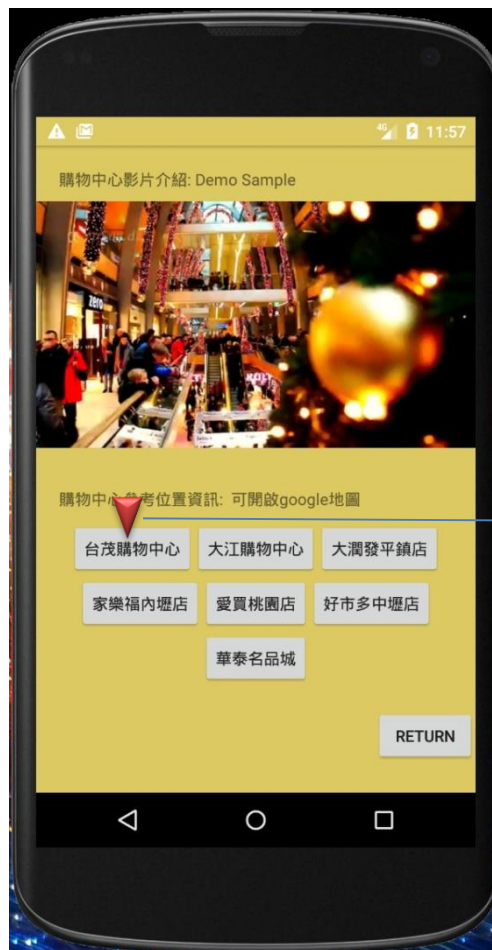 4G 11:57
購物中心影片介紹: Demo Sample
zero
購物中心參考位置資訊: 可開啟google地圖
台茂購物中心 大江購物中心 大潤發平鎮店
家樂福內壢店 愛買桃園店 好市多中壢店
華泰名品城
RETURN